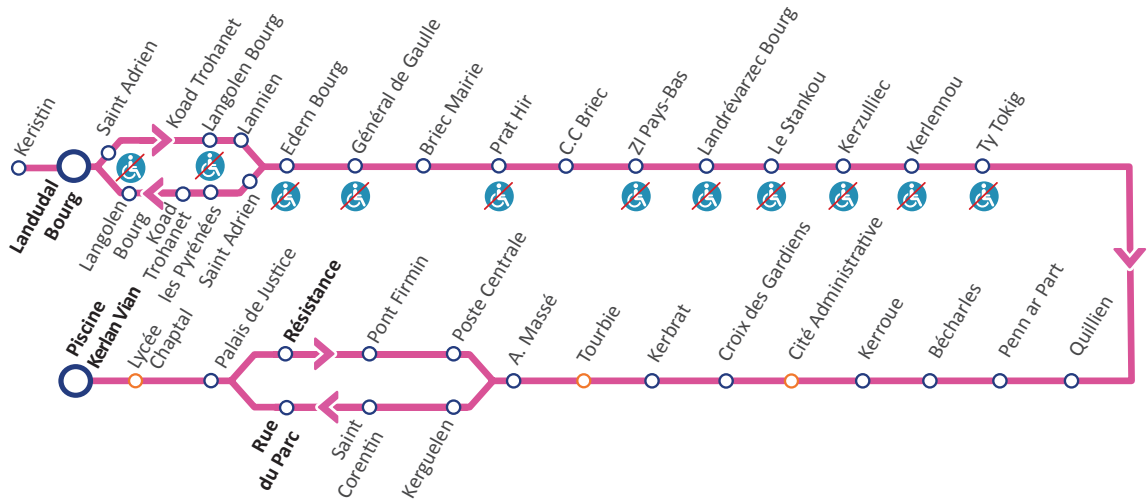 Keristin
Landudal
Bourg
Saint Adrien
Koad Trohanet
Langolen Bourg
Lannien
Langolen
Bourg
Koad
Trohanet
les Pyrénées
Saint Adrien
Edern Bourg
Général de Gaulle
Briec Mairie
Prat Hir
C.C Briec
ZI Pays-Bas
Landrévarzec Bourg
Le Stankou
Kerzulliec
Kerlennou
Ty Tokig
Piscine
Kerlan Vian
Lycée
Chaptal
Palais de Justice
Résistance
Pont Firmin
Poste Centrale
Rue
du Parc
Saint
Corentin
Kerguelen
A. Massé
Tourbie
Kerbrat
Croix des Gardiens
Cité Administrative
Kerroue
Bécharles
Penn ar Part
Quillien